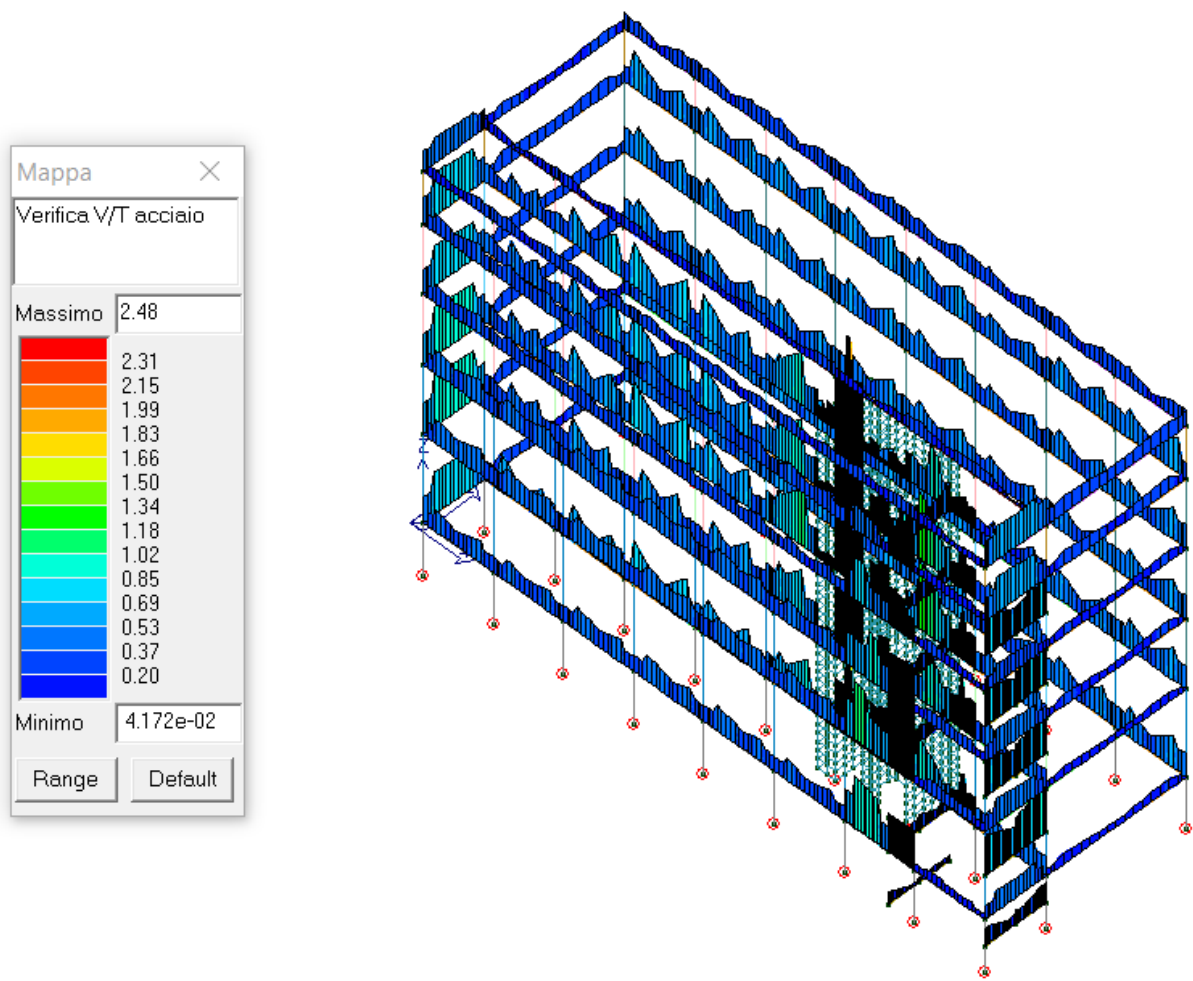 Mappa
Verifica V/T acciaio
Massimo 2.48
2.31
2.15
1.99
1.83
1.66
1.50
1.34
1.18
1.02
0.85
0.69
0.53
0.37
0.20
Minimo 4.172e-02
Range Default